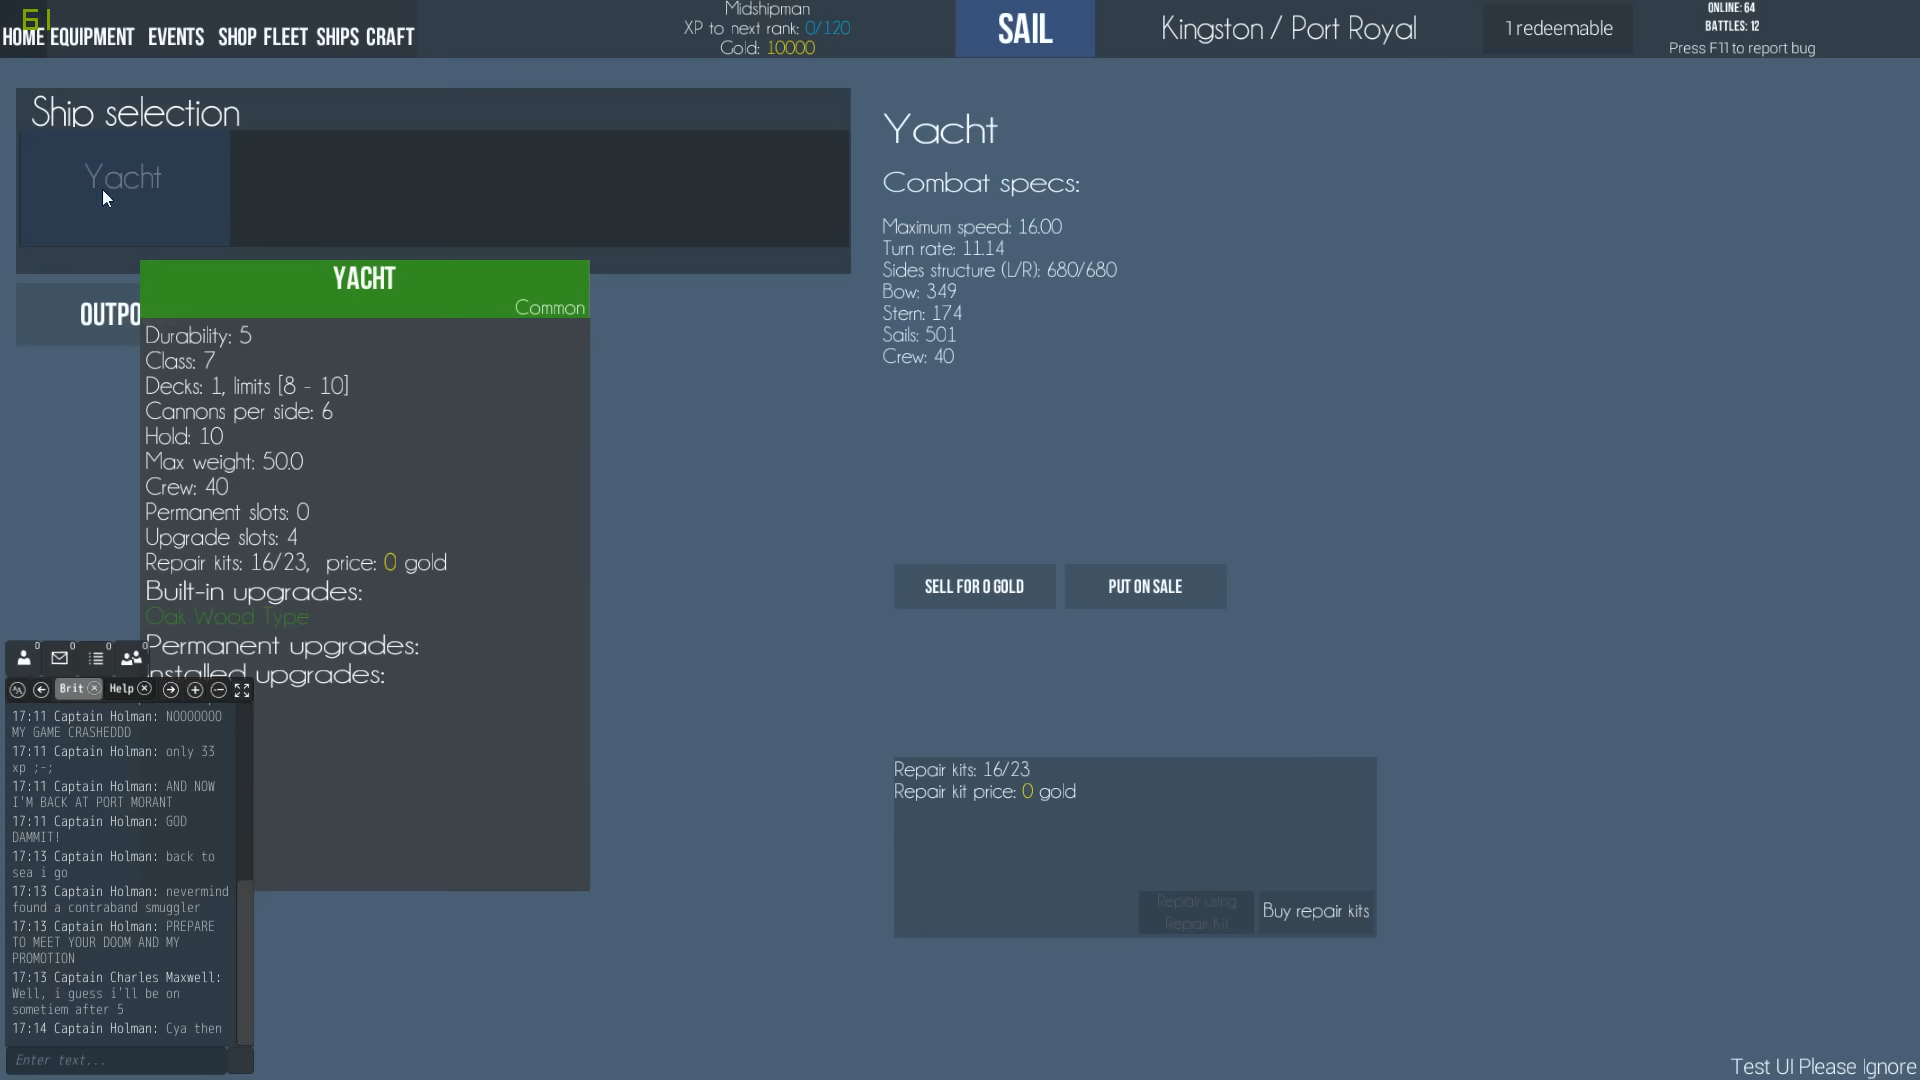 61
HOME EQUIPMENT EVENTS SHOP FLEET SHIPS CRAFT
Midshipman
XP to next rank: 0/120
Gold: 10000
SAIL
Kingston / Port Royal
1 redeemable
ONLINE: 64
BATTLES: 12
Press F11 to report bug
Ship selection
Yacht
OUTPO
YACHT
Common
Durability: 5
Class: 7
Decks: 1, limits [8 - 10]
Cannons per side: 6
Hold: 10
Max weight: 50.0
Crew: 40
Permanent slots: 0
Upgrade slots: 4
Repair kits: 16/23, price: 0 gold
Built-in upgrades:
Oak Wood Type
Permanent upgrades:
Installed upgrades:
Yacht
Combat specs:
Maximum speed: 16.00
Turn rate: 11.14
Sides structure (L/R): 680/680
Bow: 349
Stern: 174
Sails: 501
Crew: 40
SELL FOR 0 GOLD
PUT ON SALE
Repair kits: 16/23
Repair kit price: 0 gold
Repair using
Repair Kit
Buy repair kits
0 0 0 0
Brit Help
17:11 Captain Holman: NOOOOOOO
MY GAME CRASHEDDD
17:11 Captain Holman: only 33
xp ;-;
17:11 Captain Holman: AND NOW
I'M BACK AT PORT MORANT
17:11 Captain Holman: GOD
DAMMIT!
17:13 Captain Holman: back to
sea i go
17:13 Captain Holman: nevermind
found a contraband smuggler
17:13 Captain Holman: PREPARE
TO MEET YOUR DOOM AND MY
PROMOTION
17:13 Captain Charles Maxwell:
Well, i guess i'll be on
sometiem after 5
17:14 Captain Holman: Cya then
Enter text...
Test UI Please Ignore